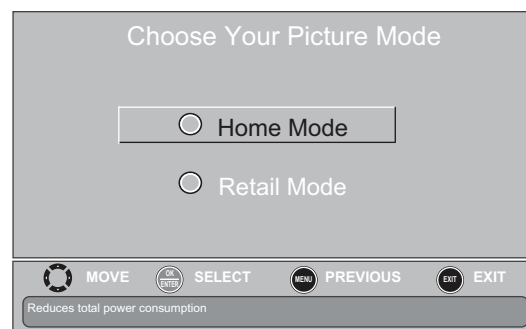 Choose Your Picture Mode
Home Mode
Retail Mode
MOVE OK ENTER SELECT MENU PREVIOUS EXIT EXIT
Reduces total power consumption